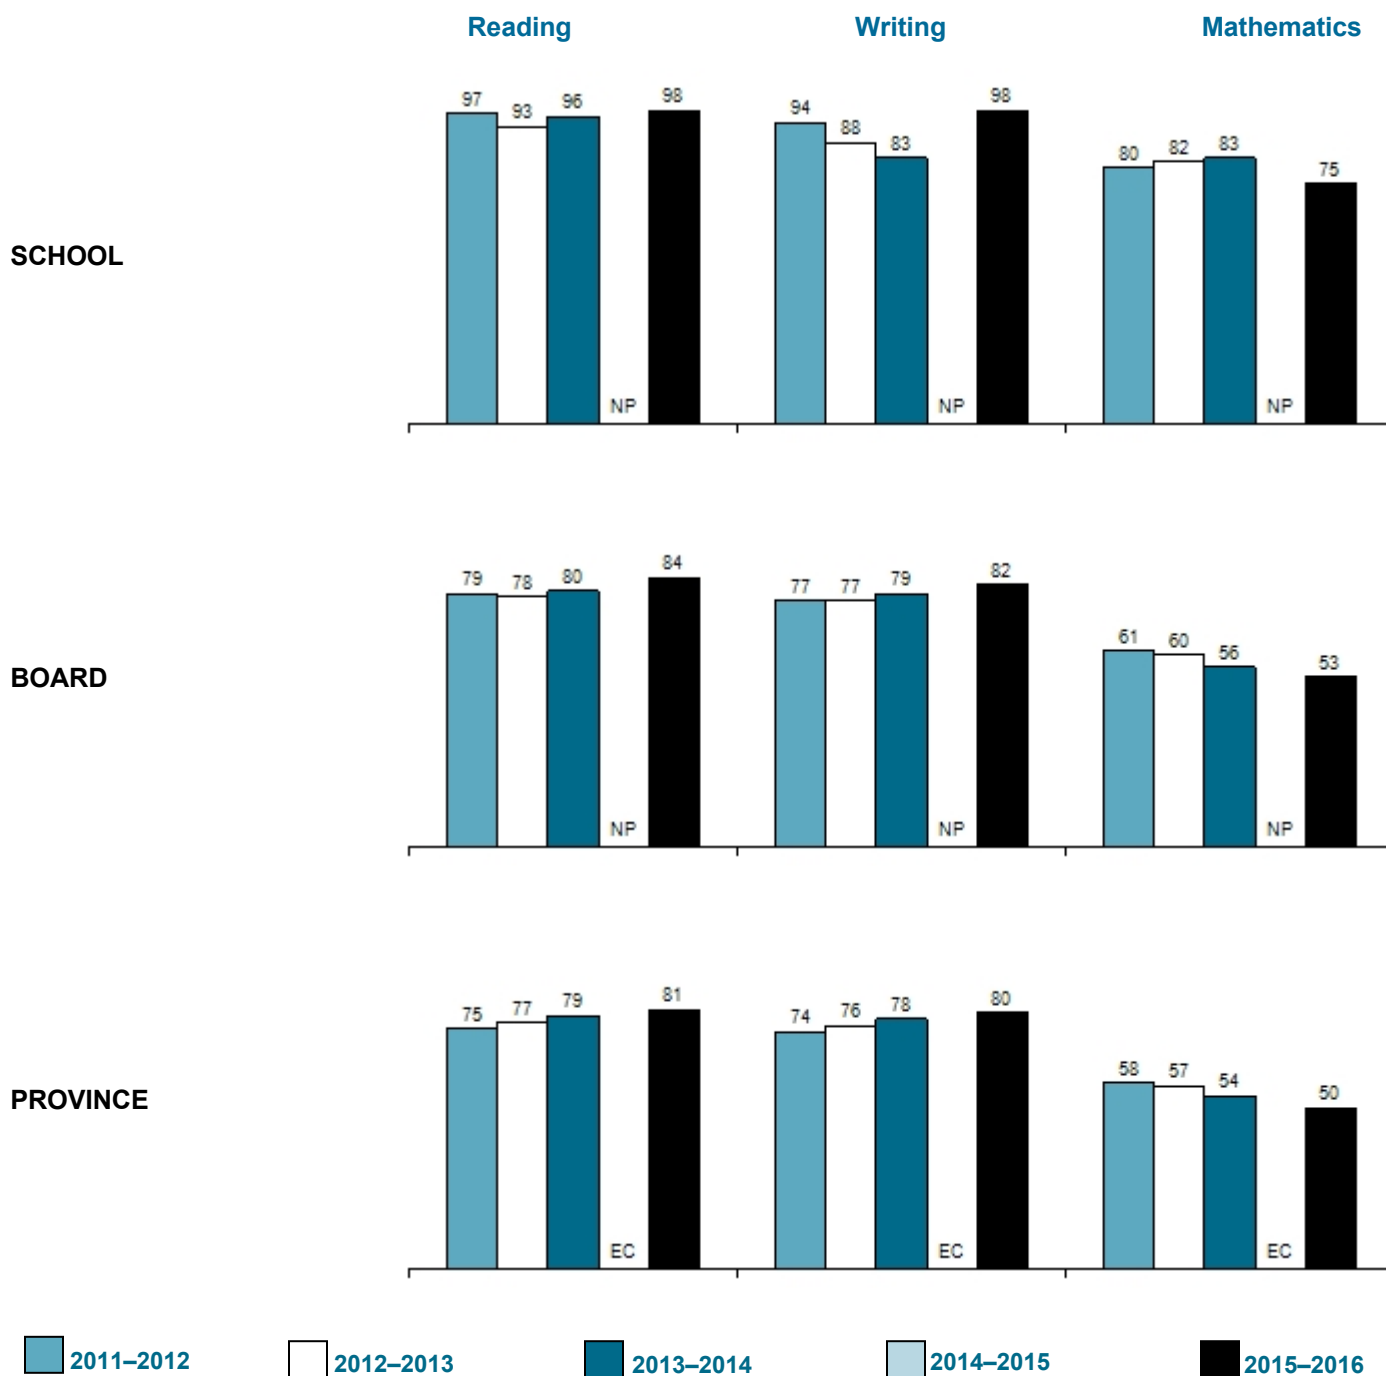 Reading Writing Mathematics
97 93 96 NP 98 94 88 83 NP 98 80 82 83 NP 75
SCHOOL
79 78 80 NP 84 77 77 79 NP 82 61 60 56 NP 53
BOARD
75 77 79 EC 81 74 76 78 EC 80 58 57 54 EC 50
PROVINCE
2011–2012 2012–2013 2013–2014 2014–2015 2015–2016